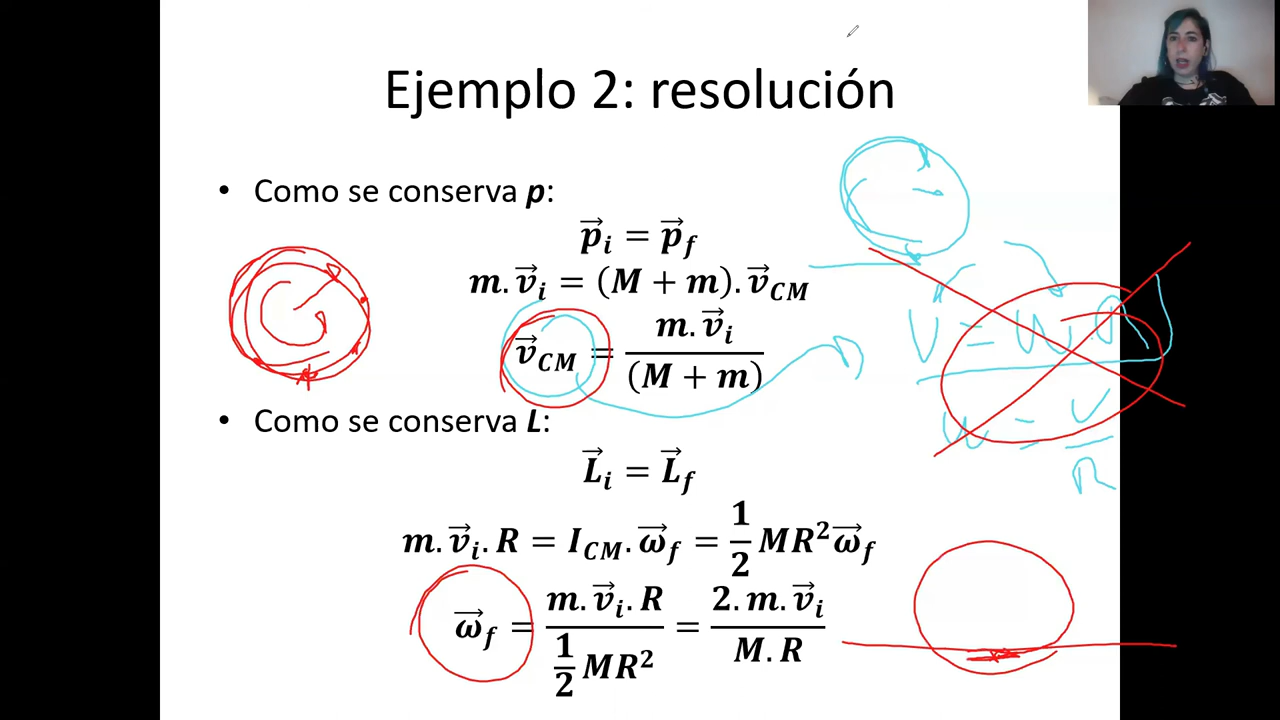 Ejemplo 2: resolución
• Como se conserva p:
p⃗ᵢ = p⃗_f
m. v⃗ᵢ = (M + m). v⃗_CM
v⃗_CM = m. v⃗ᵢ / (M + m)
V = W . R
• Como se conserva L:
W = V / R
L⃗ᵢ = L⃗_f
m. v⃗ᵢ. R = I_CM. ω⃗_f = 1/2 MR² ω⃗_f
ω⃗_f = m. v⃗ᵢ. R / (1/2 MR²) = 2. m. v⃗ᵢ / M. R